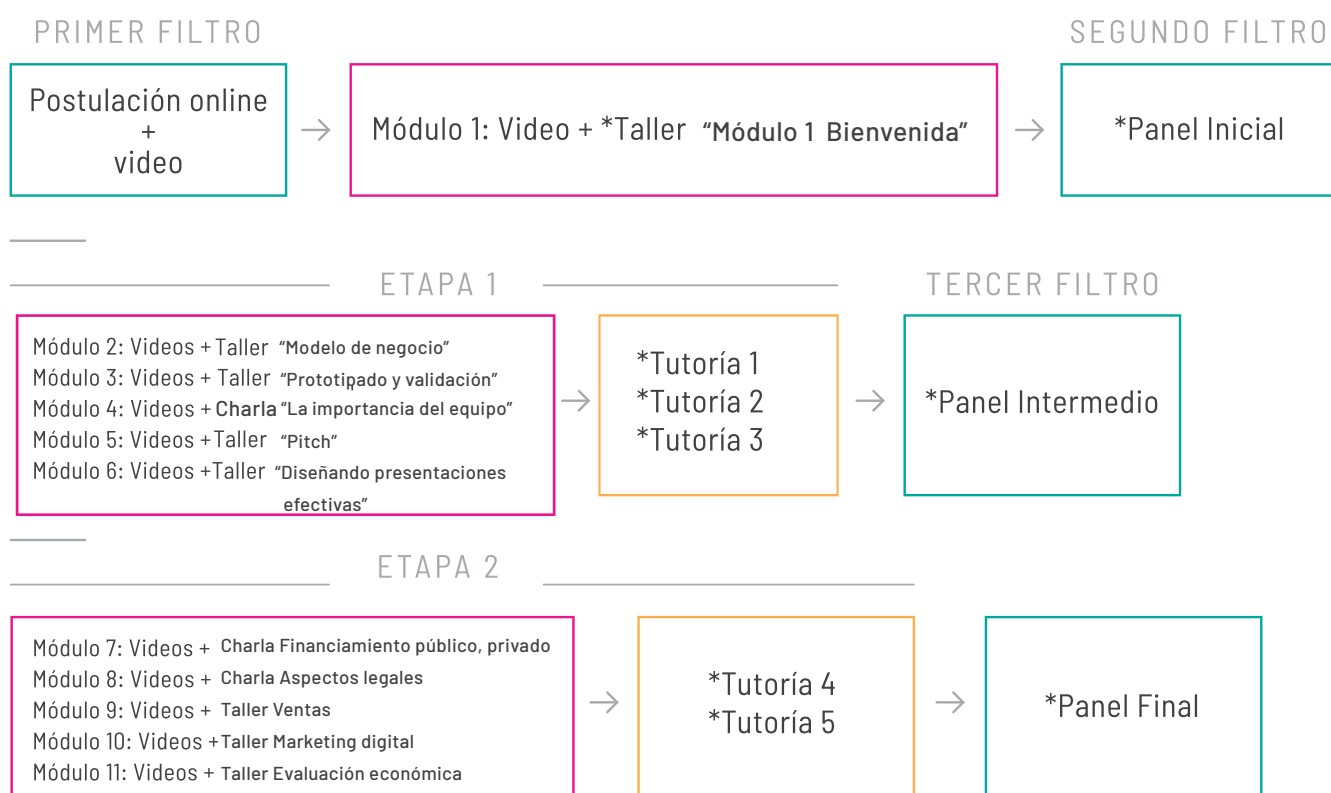 PRIMER FILTRO
SEGUNDO FILTRO
Postulación online
+
video
Módulo 1: Video + *Taller “Módulo 1 Bienvenida”
*Panel Inicial
ETAPA 1
TERCER FILTRO
Módulo 2: Videos + Taller “Modelo de negocio”
Módulo 3: Videos + Taller “Prototipado y validación”
Módulo 4: Videos + Charla “La importancia del equipo”
Módulo 5: Videos +Taller “Pitch”
Módulo 6: Videos +Taller “Diseñando presentaciones
efectivas”
*Tutoría 1
*Tutoría 2
*Tutoría 3
*Panel Intermedio
ETAPA 2
Módulo 7: Videos + Charla Financiamiento público, privado
Módulo 8: Videos + Charla Aspectos legales
Módulo 9: Videos + Taller Ventas
Módulo 10: Videos +Taller Marketing digital
Módulo 11: Videos + Taller Evaluación económica
*Tutoría 4
*Tutoría 5
*Panel Final